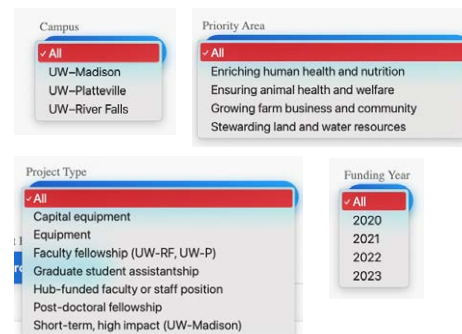 Campus
✓ All
UW–Madison
UW–Platteville
UW–River Falls
Priority Area
✓ All
Enriching human health and nutrition
Ensuring animal health and welfare
Growing farm business and community
Stewarding land and water resources
Project Type
✓ All
Capital equipment
Equipment
Faculty fellowship (UW-RF, UW-P)
Graduate student assistantship
Hub-funded faculty or staff position
Post-doctoral fellowship
Short-term, high impact (UW-Madison)
Funding Year
✓ All
2020
2021
2022
2023